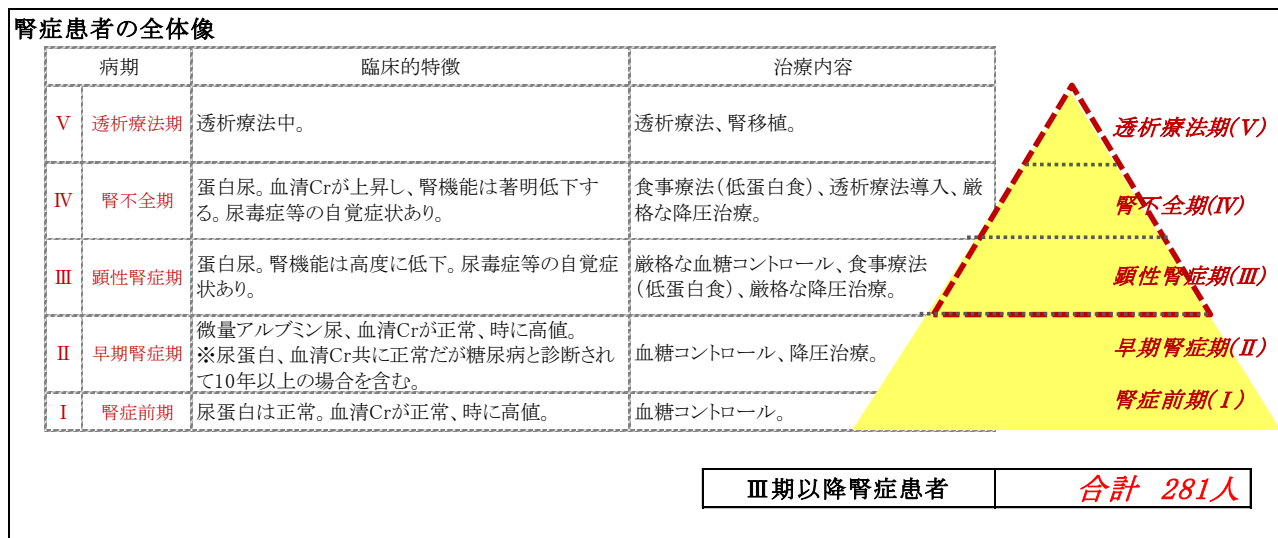 腎症患者の全体像
病期 臨床的特徴 治療内容
Ⅴ 透析療法期 透析療法中。 透析療法、腎移植。
Ⅳ 腎不全期
蛋白尿。血清Crが上昇し、腎機能は著明低下す
る。尿毒症等の自覚症状あり。
食事療法(低蛋白食)、透析療法導入、厳
格な降圧治療。
Ⅲ 顕性腎症期
蛋白尿。腎機能は高度に低下。尿毒症等の自覚症
状あり。
厳格な血糖コントロール、食事療法
(低蛋白食)、厳格な降圧治療。
Ⅱ 早期腎症期
微量アルブミン尿、血清Crが正常、時に高値。
※尿蛋白、血清Cr共に正常だが糖尿病と診断され
て10年以上の場合を含む。
血糖コントロール、降圧治療。
Ⅰ 腎症前期 尿蛋白は正常。血清Crが正常、時に高値。 血糖コントロール。
透析療法期(Ⅴ)
腎不全期(Ⅳ)
顕性腎症期(Ⅲ)
早期腎症期(Ⅱ)
腎症前期(Ⅰ)
Ⅲ期以降腎症患者 合計 281人